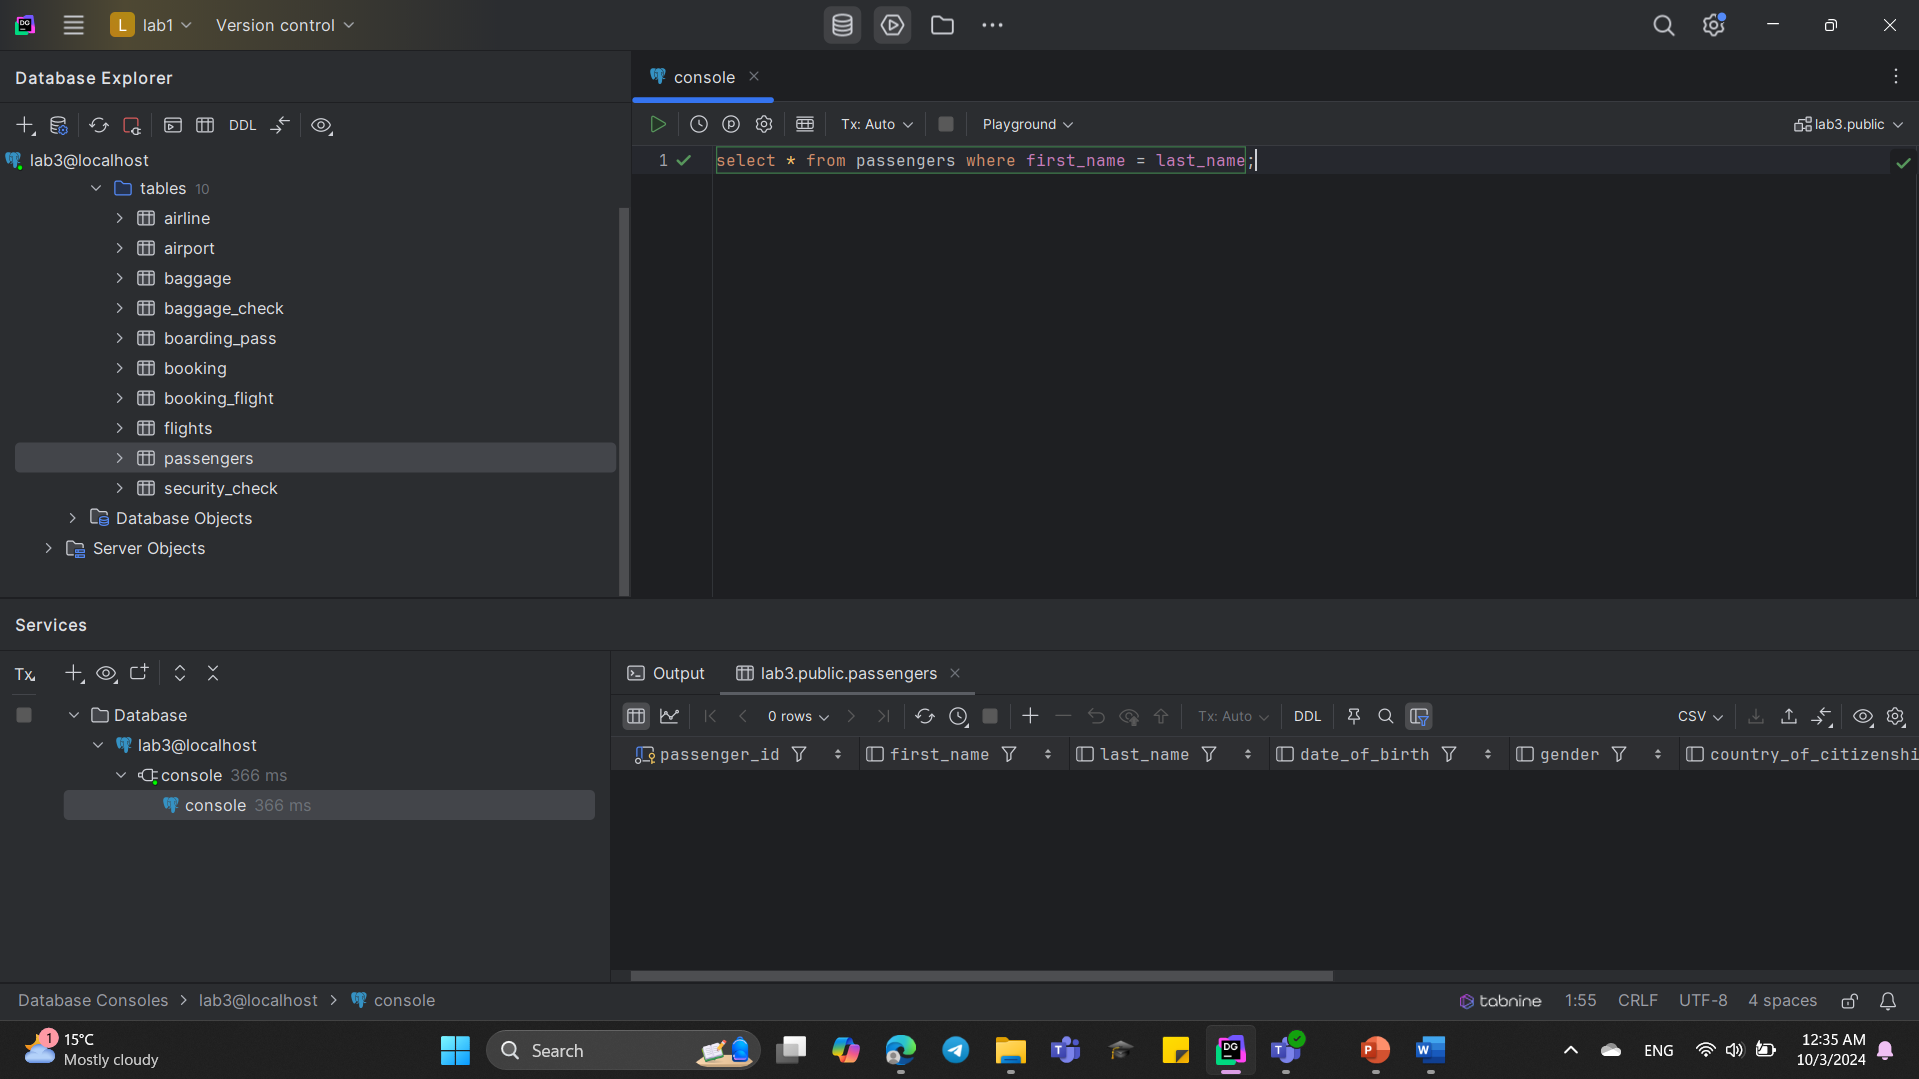 L lab1 Version control
Database Explorer
DDL
lab3@localhost
tables 10
airline
airport
baggage
baggage_check
boarding_pass
booking
booking_flight
flights
passengers
security_check
Database Objects
Server Objects
console
Tx: Auto Playground lab3.public
1 select * from passengers where first_name = last_name;
Services
Tx
Database
lab3@localhost
console 366 ms
console 366 ms
Output lab3.public.passengers
0 rows Tx: Auto DDL CSV
passenger_id first_name last_name date_of_birth gender country_of_citizenshi
Database Consoles > lab3@localhost > console
tabnine 1:55 CRLF UTF-8 4 spaces
1
15°C
Mostly cloudy
Search
ENG
12:35 AM
10/3/2024